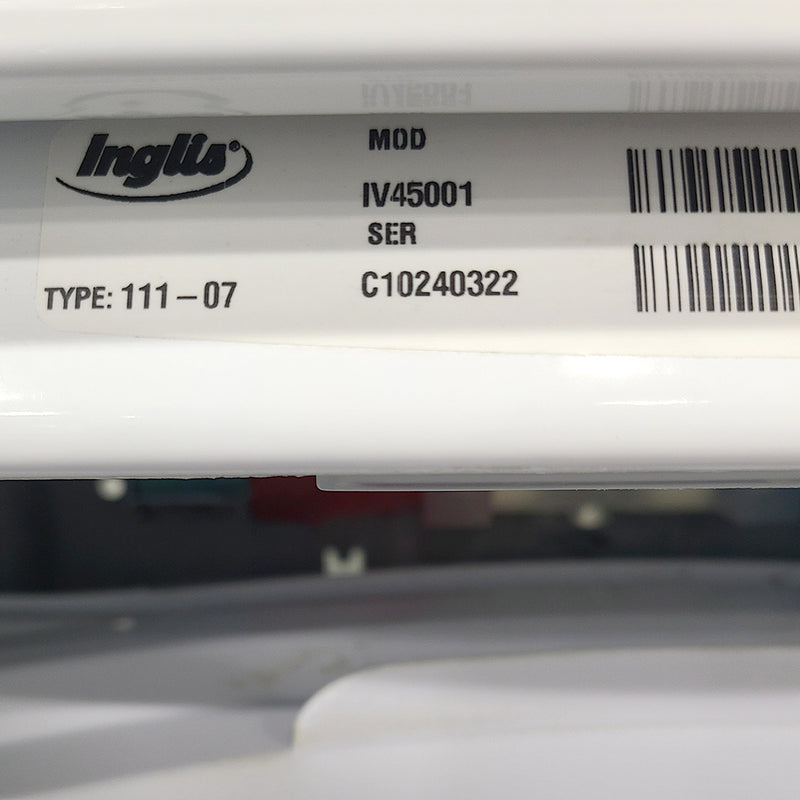 Inglis®
MOD
IV45001
SER
C10240322
TYPE: 111-07